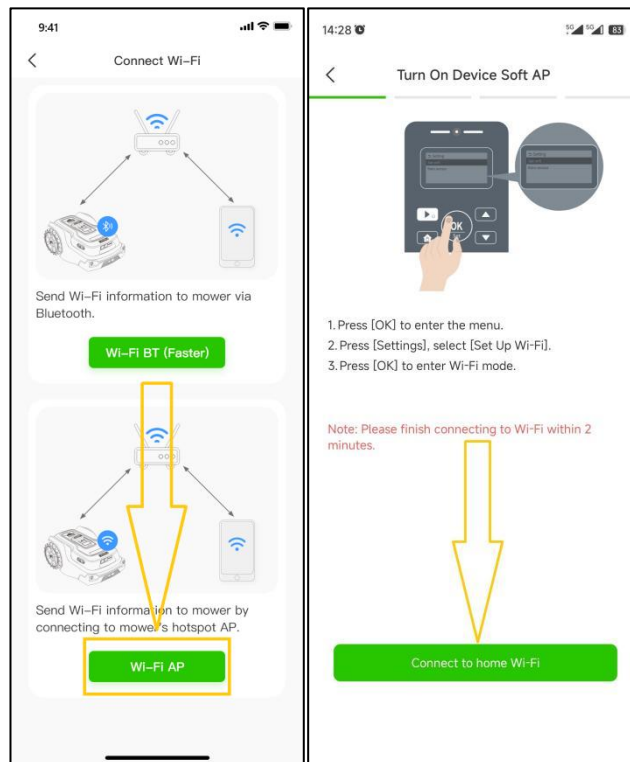 9:41
Connect Wi-Fi
Send Wi-Fi information to mower via
Bluetooth.
Wi-Fi BT (Faster)
Send Wi-Fi information to mower by
connecting to mower's hotspot AP.
Wi-Fi AP
14:28
5G 5G 83
Turn On Device Soft AP
OK
1. Press [OK] to enter the menu.
2. Press [Settings], select [Set Up Wi-Fi].
3. Press [OK] to enter Wi-Fi mode.
Note: Please finish connecting to Wi-Fi within 2
minutes.
Connect to home Wi-Fi